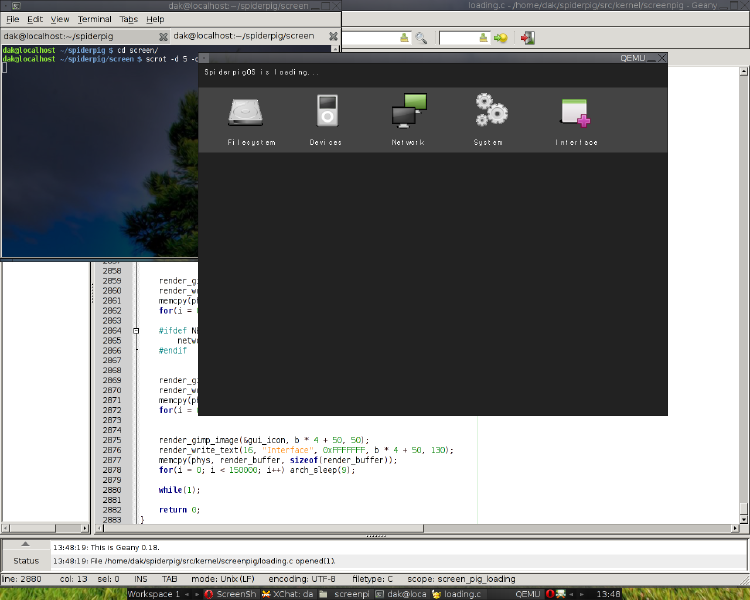 dak@localhost:~/spiderpig/screen
loading.c - /home/dak/spiderpig/src/kernel/screenpig - Geany
File Edit View Terminal Tabs Help
dak@localhost:~/spiderpig
dak@localhost:~/spiderpig/screen
dak@localhost ~/spiderpig $ cd screen/
dak@localhost ~/spiderpig/screen $ scrot -d 5 -c
QEMU
SpiderpigOS is loading...
Filesystem Devices Network System Interface
2858
2859 render_gi
2860 render_wr
2861 memcpy(ph
2862 for(i =
2863
2864 #ifdef NE
2865 netwo
2866 #endif
2867
2868
2869 render_gi
2870 render_wr
2871 memcpy(ph
2872 for(i =
2873
2874
2875 render_gimp_image(&gui_icon, b * 4 + 50, 50);
2876 render_write_text(16, "Interface", 0xFFFFFFF, b * 4 + 50, 130);
2877 memcpy(phys, render_buffer, sizeof(render_buffer));
2878 for(i = 0; i < 150000; i++) arch_sleep(9);
2879
2880 while(1);
2881
2882 return 0;
2883 }
Status
13:48:19: This is Geany 0.18.
13:48:19: File /home/dak/spiderpig/src/kernel/screenpig/loading.c opened(1).
line: 2880 col: 13 sel: 0 INS TAB mode: Unix (LF) encoding: UTF-8 filetype: C scope: screen_pig_loading
Workspace 1 ScreenSh XChat: da screenpi dak@loca loading.c QEMU 13:48